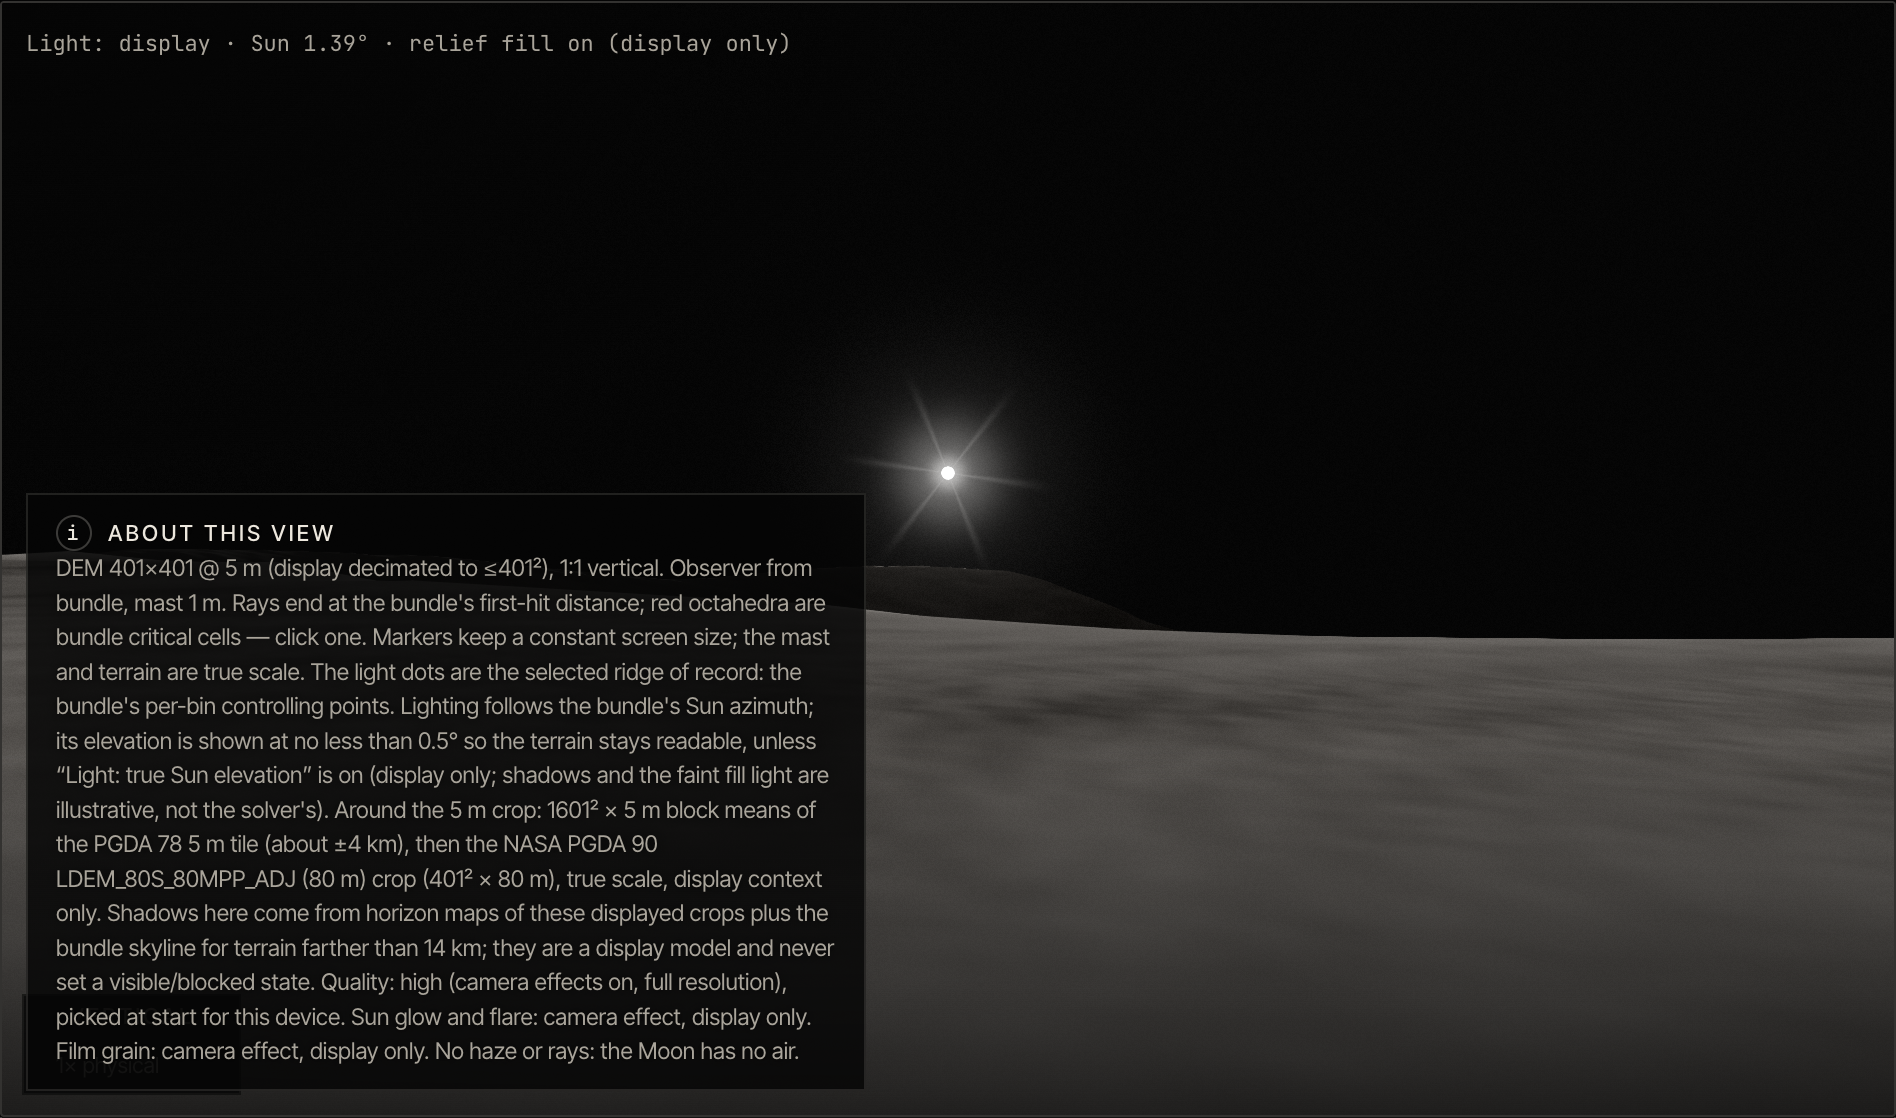 Light: display · Sun 1.39° · relief fill on (display only)
i ABOUT THIS VIEW
DEM 401×401 @ 5 m (display decimated to ≤401²), 1:1 vertical. Observer from
bundle, mast 1 m. Rays end at the bundle's first-hit distance; red octahedra are
bundle critical cells — click one. Markers keep a constant screen size; the mast
and terrain are true scale. The light dots are the selected ridge of record: the
bundle's per-bin controlling points. Lighting follows the bundle's Sun azimuth;
its elevation is shown at no less than 0.5° so the terrain stays readable, unless
“Light: true Sun elevation” is on (display only; shadows and the faint fill light are
illustrative, not the solver's). Around the 5 m crop: 1601² × 5 m block means of
the PGDA 78 5 m tile (about ±4 km), then the NASA PGDA 90
LDEM_80S_80MPP_ADJ (80 m) crop (401² × 80 m), true scale, display context
only. Shadows here come from horizon maps of these displayed crops plus the
bundle skyline for terrain farther than 14 km; they are a display model and never
set a visible/blocked state. Quality: high (camera effects on, full resolution),
picked at start for this device. Sun glow and flare: camera effect, display only.
Film grain: camera effect, display only. No haze or rays: the Moon has no air.
1× physical